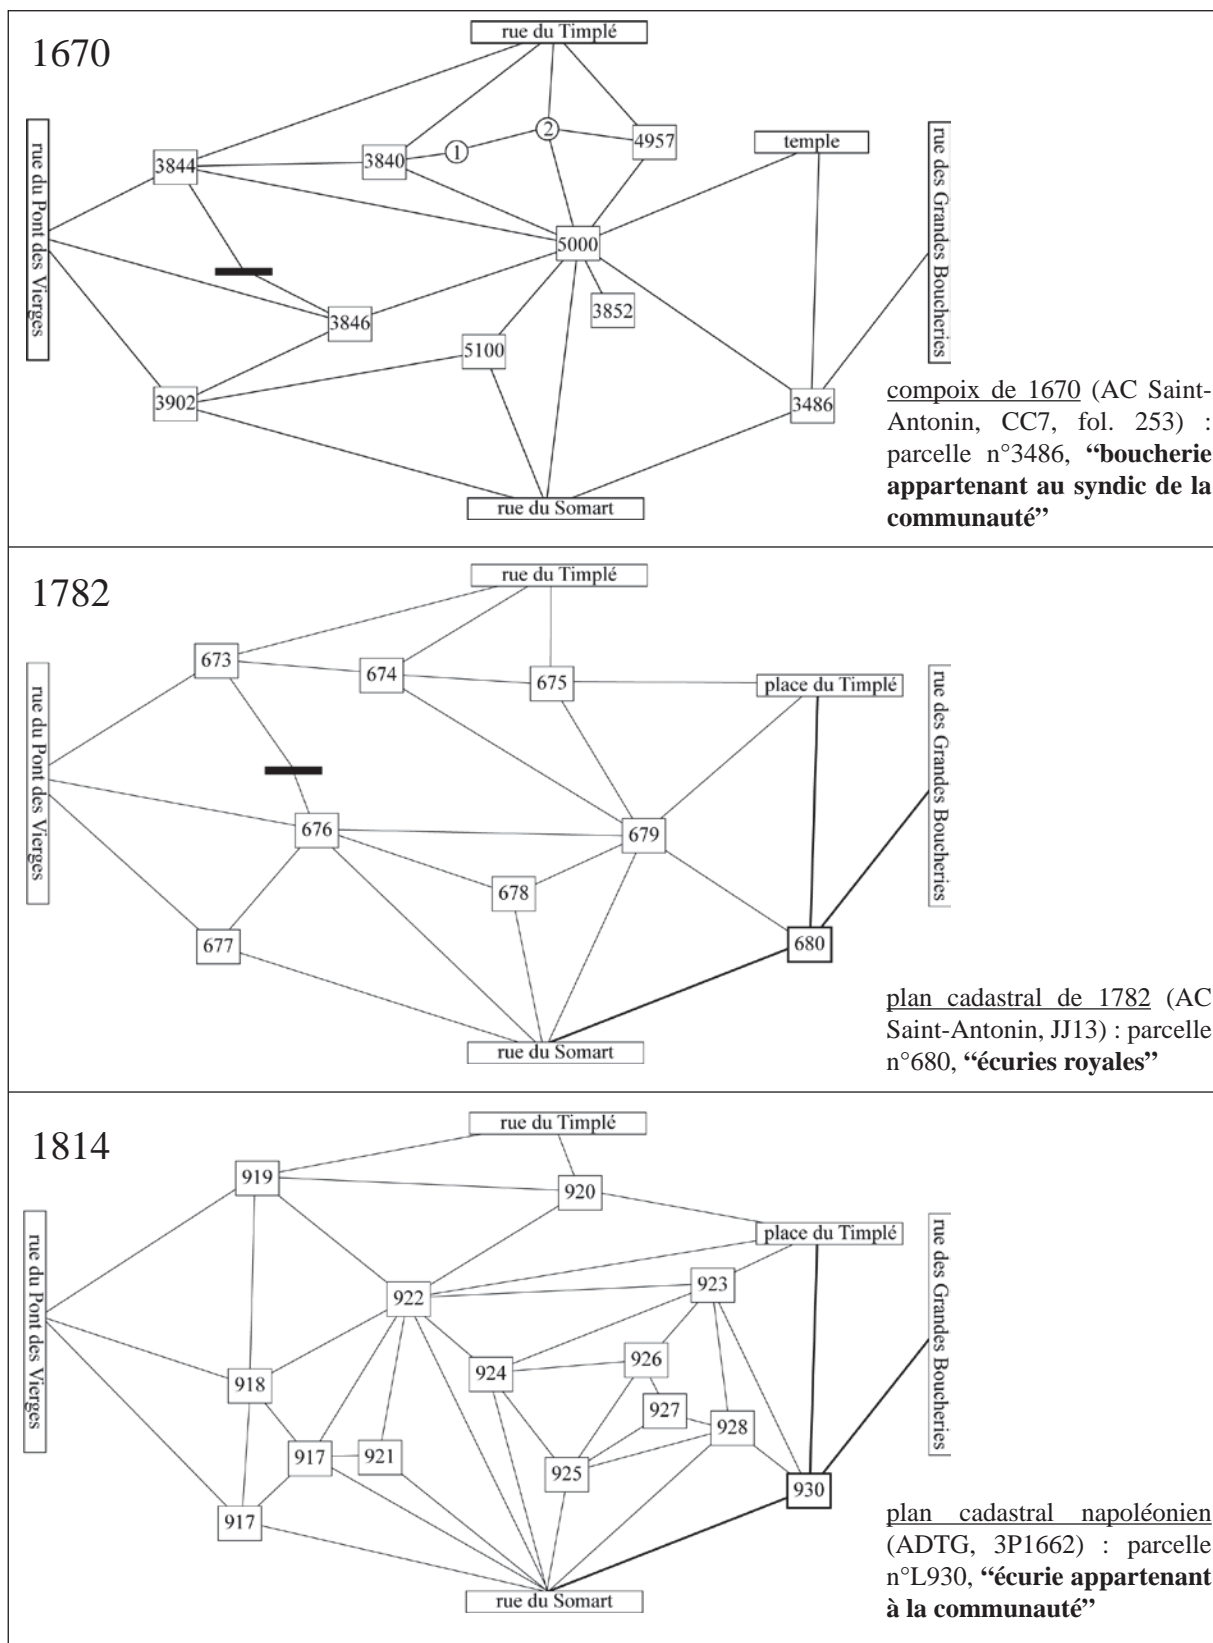 1670
rue du Timplé
rue du Pont des Vierges
3844
3840
1
2
4957
temple
rue des Grandes Boucheries
5000
3852
3846
5100
3902
3486
rue du Somart
compoix de 1670 (AC Saint-
Antonin, CC7, fol. 253) :
parcelle n°3486, “boucherie
appartenant au syndic de la
communauté”
1782
rue du Timplé
rue du Pont des Vierges
673
674
675
place du Timplé
rue des Grandes Boucheries
676
679
678
677
680
rue du Somart
plan cadastral de 1782 (AC
Saint-Antonin, JJ13) : parcelle
n°680, “écuries royales”
1814
rue du Timplé
rue du Pont des Vierges
919
920
place du Timplé
rue des Grandes Boucheries
922
923
918
924
926
927
928
917
921
925
930
917
rue du Somart
plan cadastral napoléonien
(ADTG, 3P1662) : parcelle
n°L930, “écurie appartenant
à la communauté”